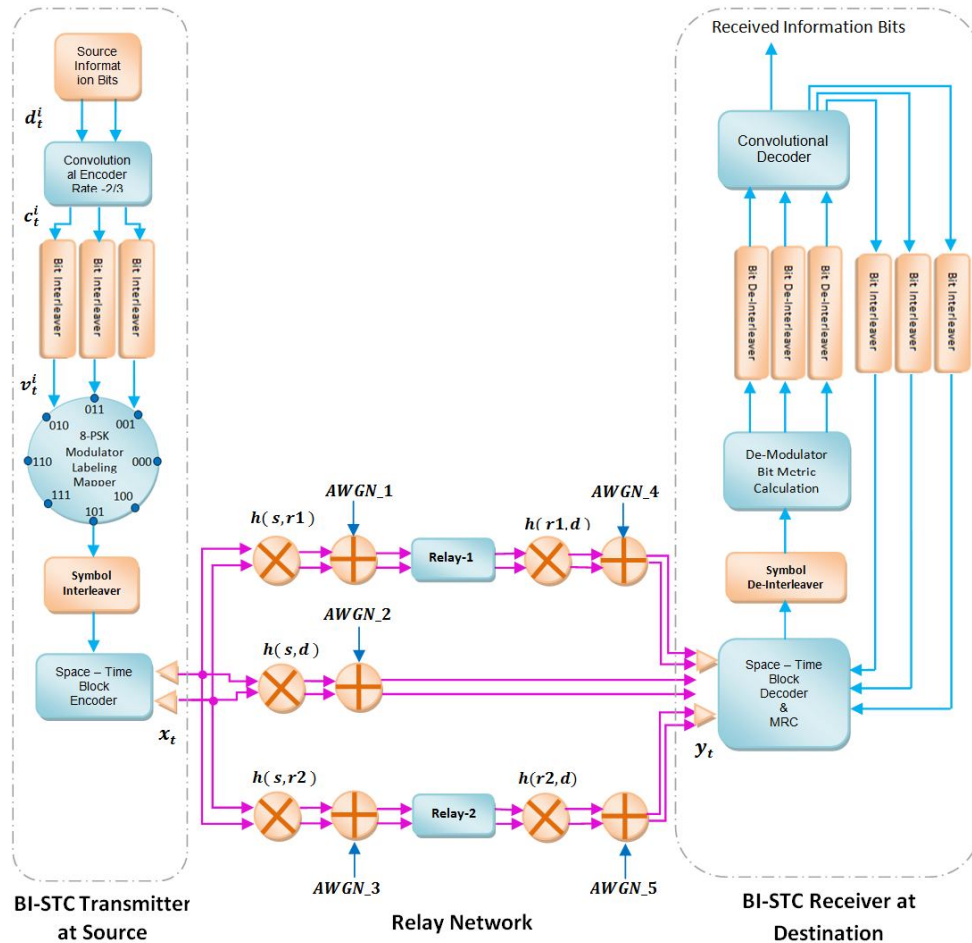 Source
Informat
ion Bits
d_t^i
Convolution
al Encoder
Rate -2/3
c_t^i
Bit Interleaver
Bit Interleaver
Bit Interleaver
v_t^i
011
010
001
8-PSK
Modulator
Labeling
Mapper
110
000
111
100
101
Symbol
Interleaver
Space – Time
Block
Encoder
x_t
BI-STC Transmitter
at Source
AWGN_1
h(s,r1)
Relay-1
h(r1,d)
AWGN_4
AWGN_2
h(s,d)
h(s,r2)
Relay-2
h(r2,d)
AWGN_3
AWGN_5
Relay Network
Received Information Bits
Convolutional
Decoder
Bit De-Interleaver
Bit De-Interleaver
Bit De-Interleaver
Bit Interleaver
Bit Interleaver
Bit Interleaver
De-Modulator
Bit Metric
Calculation
Symbol
De-Interleaver
Space – Time
Block
Decoder
&
MRC
y_t
BI-STC Receiver at
Destination